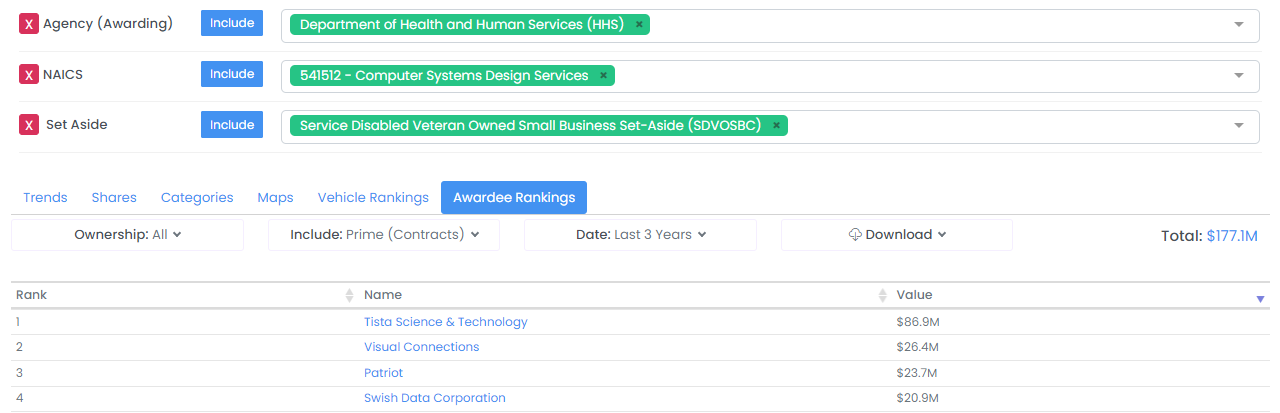 X Agency (Awarding) Include Department of Health and Human Services (HHS) ×
X NAICS Include 541512 - Computer Systems Design Services ×
X Set Aside Include Service Disabled Veteran Owned Small Business Set-Aside (SDVOSBC) ×
Trends Shares Categories Maps Vehicle Rankings Awardee Rankings
Ownership: All Include: Prime (Contracts) Date: Last 3 Years Download Total: $177.1M
Rank Name Value
1 Tista Science & Technology $86.9M
2 Visual Connections $26.4M
3 Patriot $23.7M
4 Swish Data Corporation $20.9M